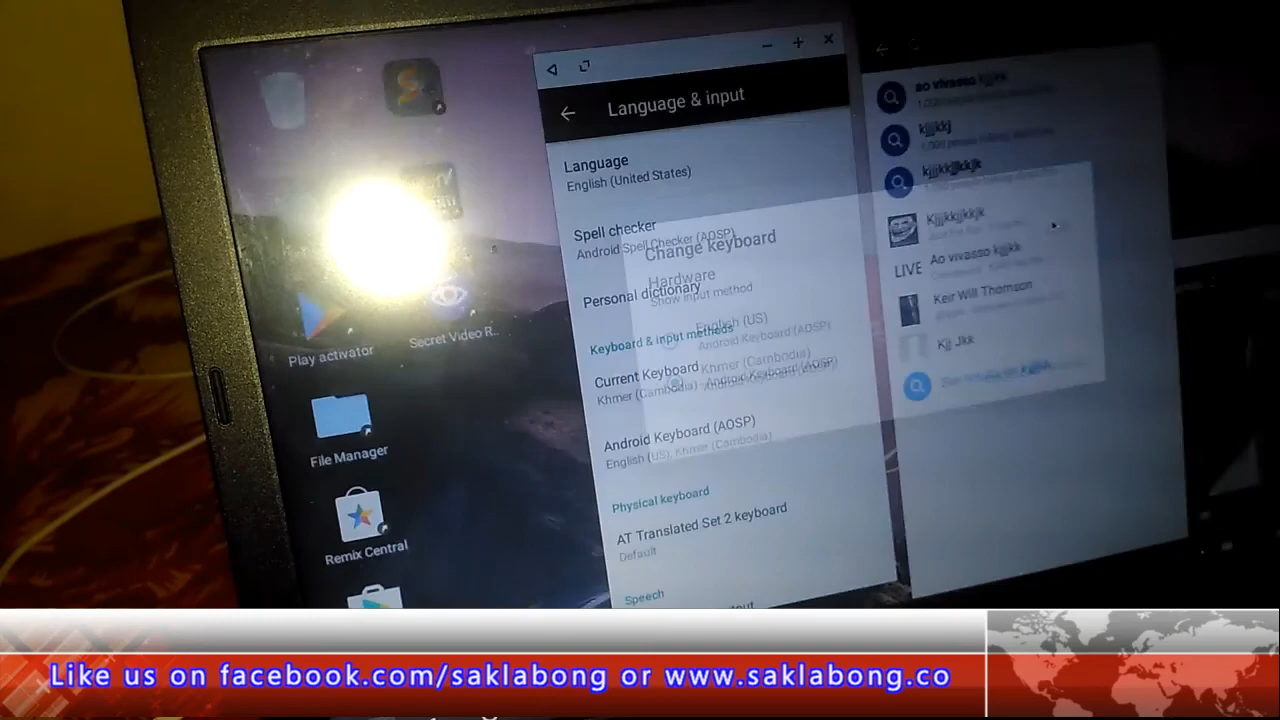 Language & input
Language
English (United States)
Spell checker
Android Spell Checker (AOSP)
Change keyboard
Hardware
Personal dictionary
Show input method
English (US)
Keyboard & input methods
Android Keyboard (AOSP)
Current Keyboard
Khmer (Cambodia)
Khmer (Cambodia)
Android Keyboard (AOSP)
Android Keyboard (AOSP)
English (US), Khmer (Cambodia)
Physical keyboard
AT Translated Set 2 keyboard
Default
Speech
ao vivasso kjjkk
kjjjkkj
kjjjkkjjkkjk
Kjjjkkjjkkjk
LIVE
Ao vivasso kjjkk
Keir Will Thomson
Kjj Jkk
Play activator
Secret Video R..
File Manager
Remix Central
Like us on facebook.com/saklabong or www.saklabong.co